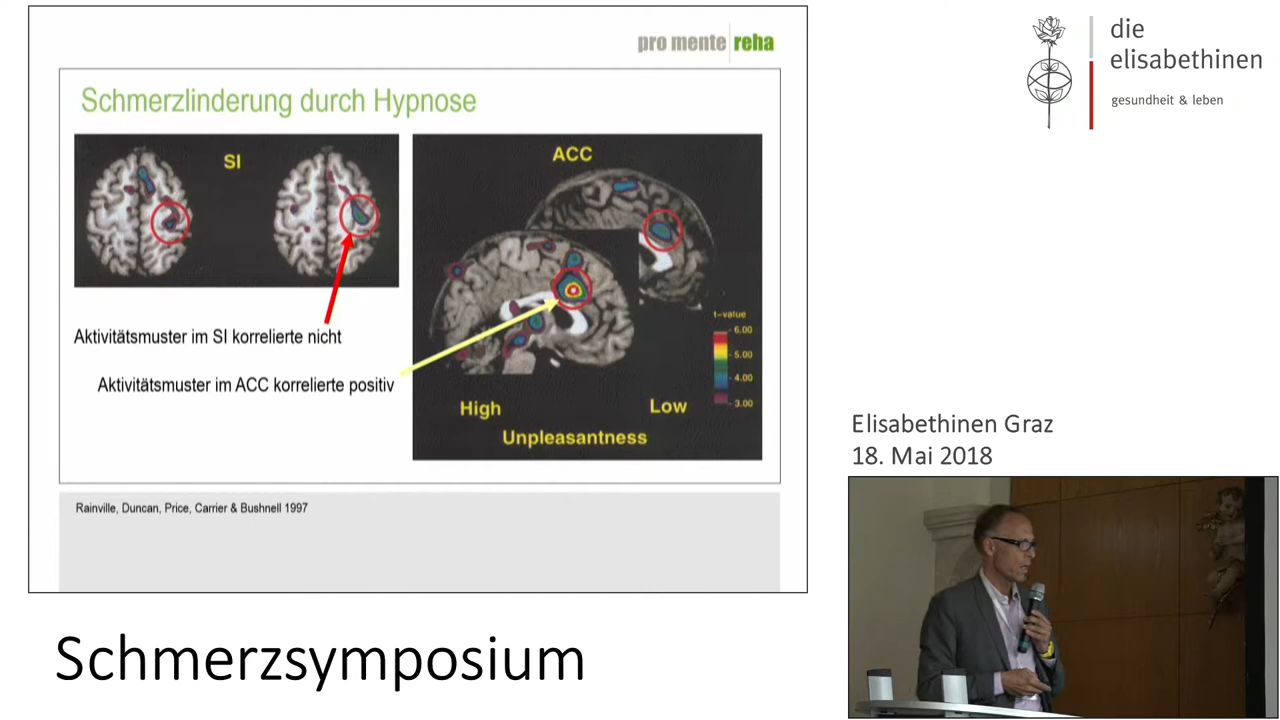 pro mente reha
Schmerzlinderung durch Hypnose
SI
ACC
t-value
6.00
5.00
4.00
3.00
Aktivitätsmuster im SI korrelierte nicht
Aktivitätsmuster im ACC korrelierte positiv
High
Low
Unpleasantness
Rainville, Duncan, Price, Carrier & Bushnell 1997
die
elisabethinen
gesundheit & leben
Elisabethinen Graz
18. Mai 2018
Schmerzsymposium